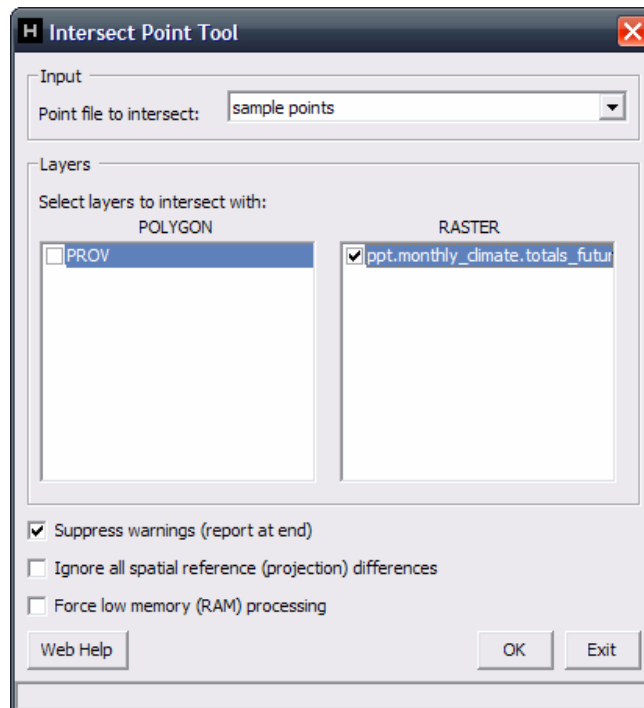 H Intersect Point Tool
Input
Point file to intersect: sample points
Layers
Select layers to intersect with:
POLYGON RASTER
PROV ppt.monthly_climate.totals_futur
Suppress warnings (report at end)
Ignore all spatial reference (projection) differences
Force low memory (RAM) processing
Web Help OK Exit